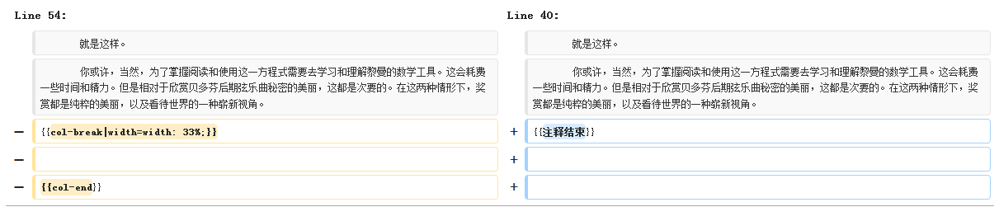 Line 54:
Line 40:
就是这样。
就是这样。
你或许，当然，为了掌握阅读和使用这一方程式需要去学习和理解黎曼的数学工具。这会耗费
一些时间和精力。但是相对于欣赏贝多芬后期弦乐曲秘密的美丽，这都是次要的。在这两种情形下，奖
赏都是纯粹的美丽，以及看待世界的一种崭新视角。
你或许，当然，为了掌握阅读和使用这一方程式需要去学习和理解黎曼的数学工具。这会耗费
一些时间和精力。但是相对于欣赏贝多芬后期弦乐曲秘密的美丽，这都是次要的。在这两种情形下，奖
赏都是纯粹的美丽，以及看待世界的一种崭新视角。
− {{col-break|width=width: 33%;}}
+ {{注释结束}}
−
+
− {{col-end}}
+